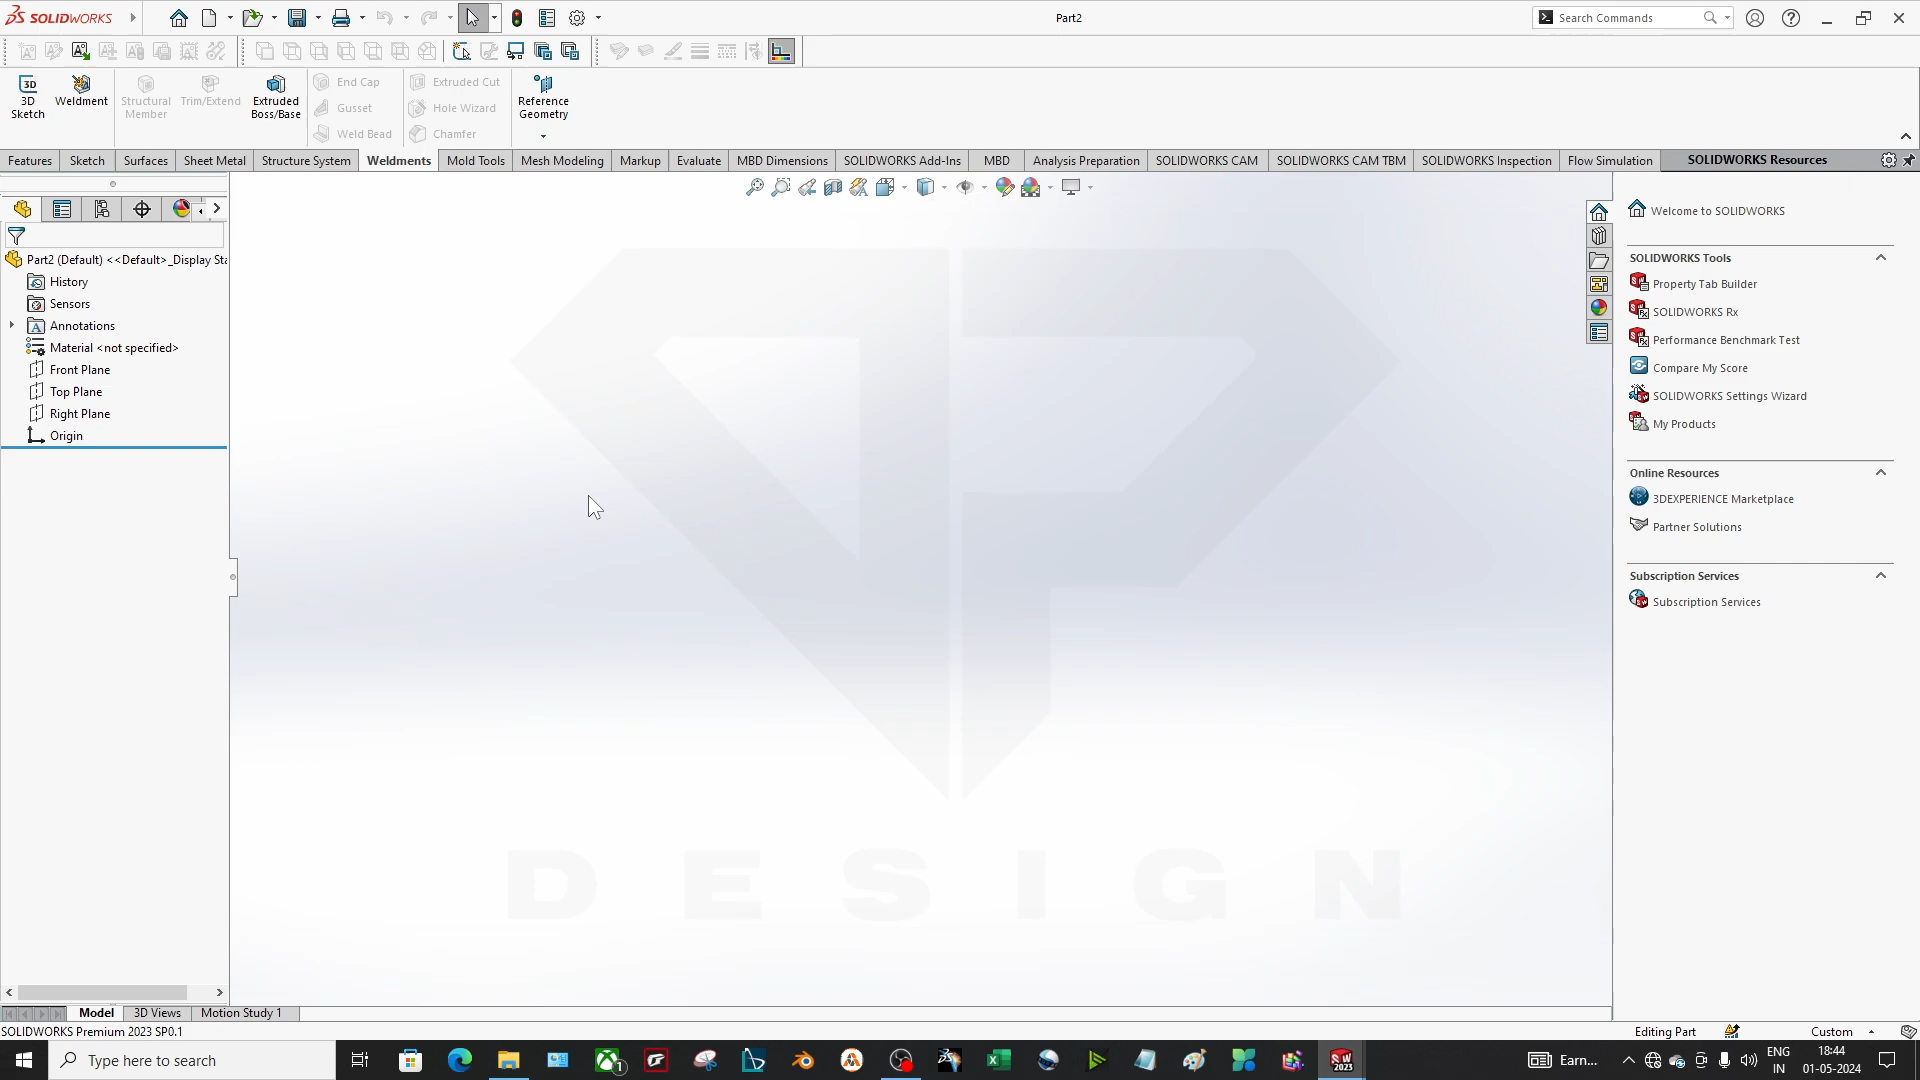 SOLIDWORKS
Part2
Search Commands
3D Sketch
Weldment
Structural Member
Trim/Extend
Extruded Boss/Base
End Cap
Gusset
Weld Bead
Extruded Cut
Hole Wizard
Chamfer
Reference Geometry
Features
Sketch
Surfaces
Sheet Metal
Structure System
Weldments
Mold Tools
Mesh Modeling
Markup
Evaluate
MBD Dimensions
SOLIDWORKS Add-Ins
MBD
Analysis Preparation
SOLIDWORKS CAM
SOLIDWORKS CAM TBM
SOLIDWORKS Inspection
Flow Simulation
SOLIDWORKS Resources
Part2 (Default) <<Default>_Display Sta
History
Sensors
Annotations
Material <not specified>
Front Plane
Top Plane
Right Plane
Origin
DESIGN
Welcome to SOLIDWORKS
SOLIDWORKS Tools
Property Tab Builder
SOLIDWORKS Rx
Performance Benchmark Test
Compare My Score
SOLIDWORKS Settings Wizard
My Products
Online Resources
3DEXPERIENCE Marketplace
Partner Solutions
Subscription Services
Subscription Services
Model
3D Views
Motion Study 1
SOLIDWORKS Premium 2023 SP0.1
Editing Part
Custom
Type here to search
Earn...
ENG
IN
18:44
01-05-2024